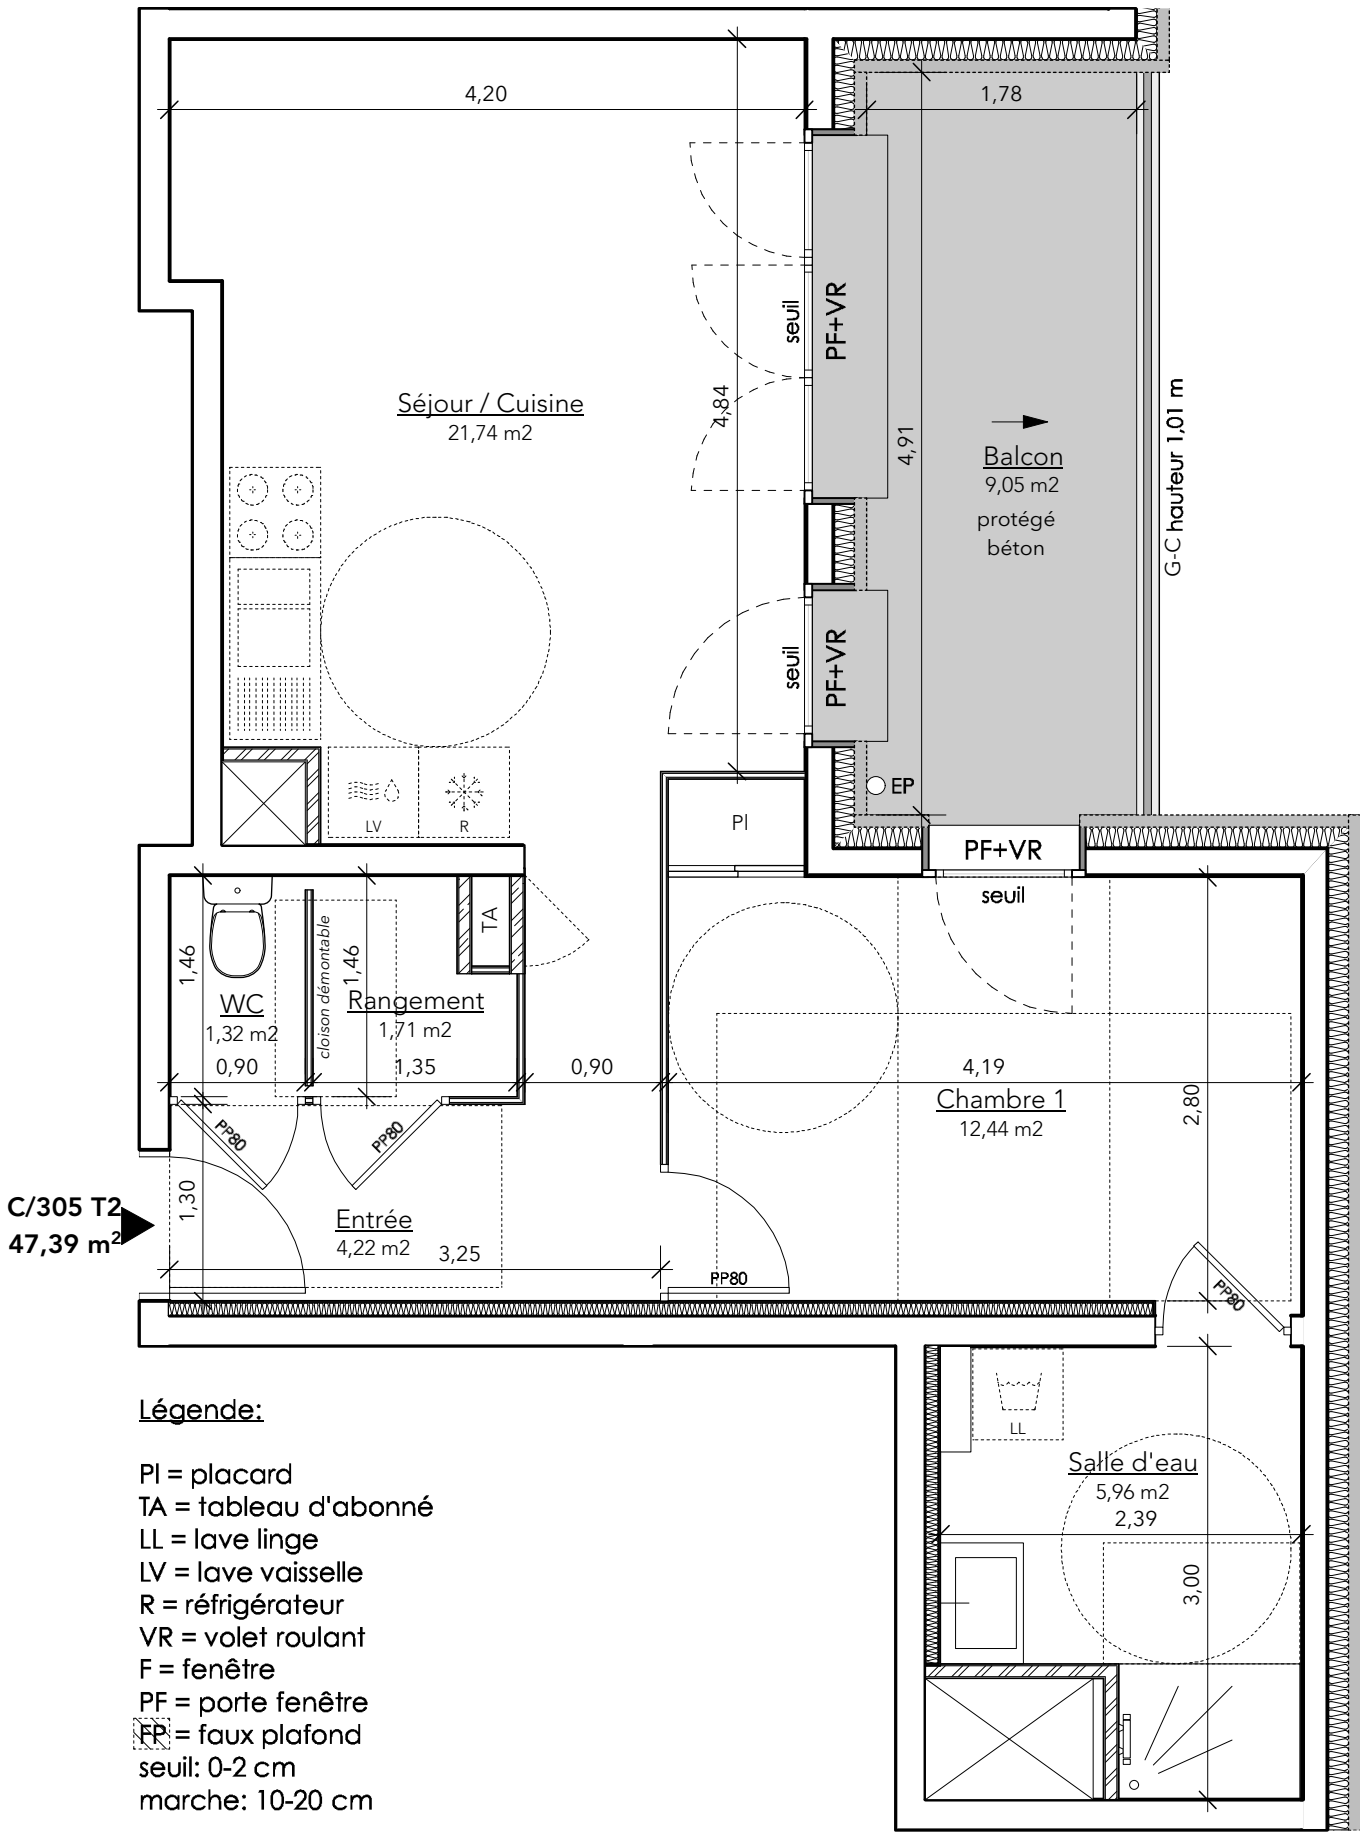 4,20
1,78
seuil
PF+VR
Séjour / Cuisine
21,74 m2
4,84
4,91
Balcon
9,05 m2
protégé
béton
G-C hauteur 1,01 m
seuil
PF+VR
EP
LV
R
Pl
PF+VR
seuil
TA
1,46
cloison démontable
1,46
WC
1,32 m2
Rangement
1,71 m2
0,90
1,35
0,90
4,19
Chambre 1
12,44 m2
2,80
PP80
PP80
C/305 T2
47,39 m²
1,30
Entrée
4,22 m2
3,25
PP80
PP80
LL
Salle d'eau
5,96 m2
2,39
3,00
Légende:
Pl = placard
TA = tableau d'abonné
LL = lave linge
LV = lave vaisselle
R = réfrigérateur
VR = volet roulant
F = fenêtre
PF = porte fenêtre
FP = faux plafond
seuil: 0-2 cm
marche: 10-20 cm